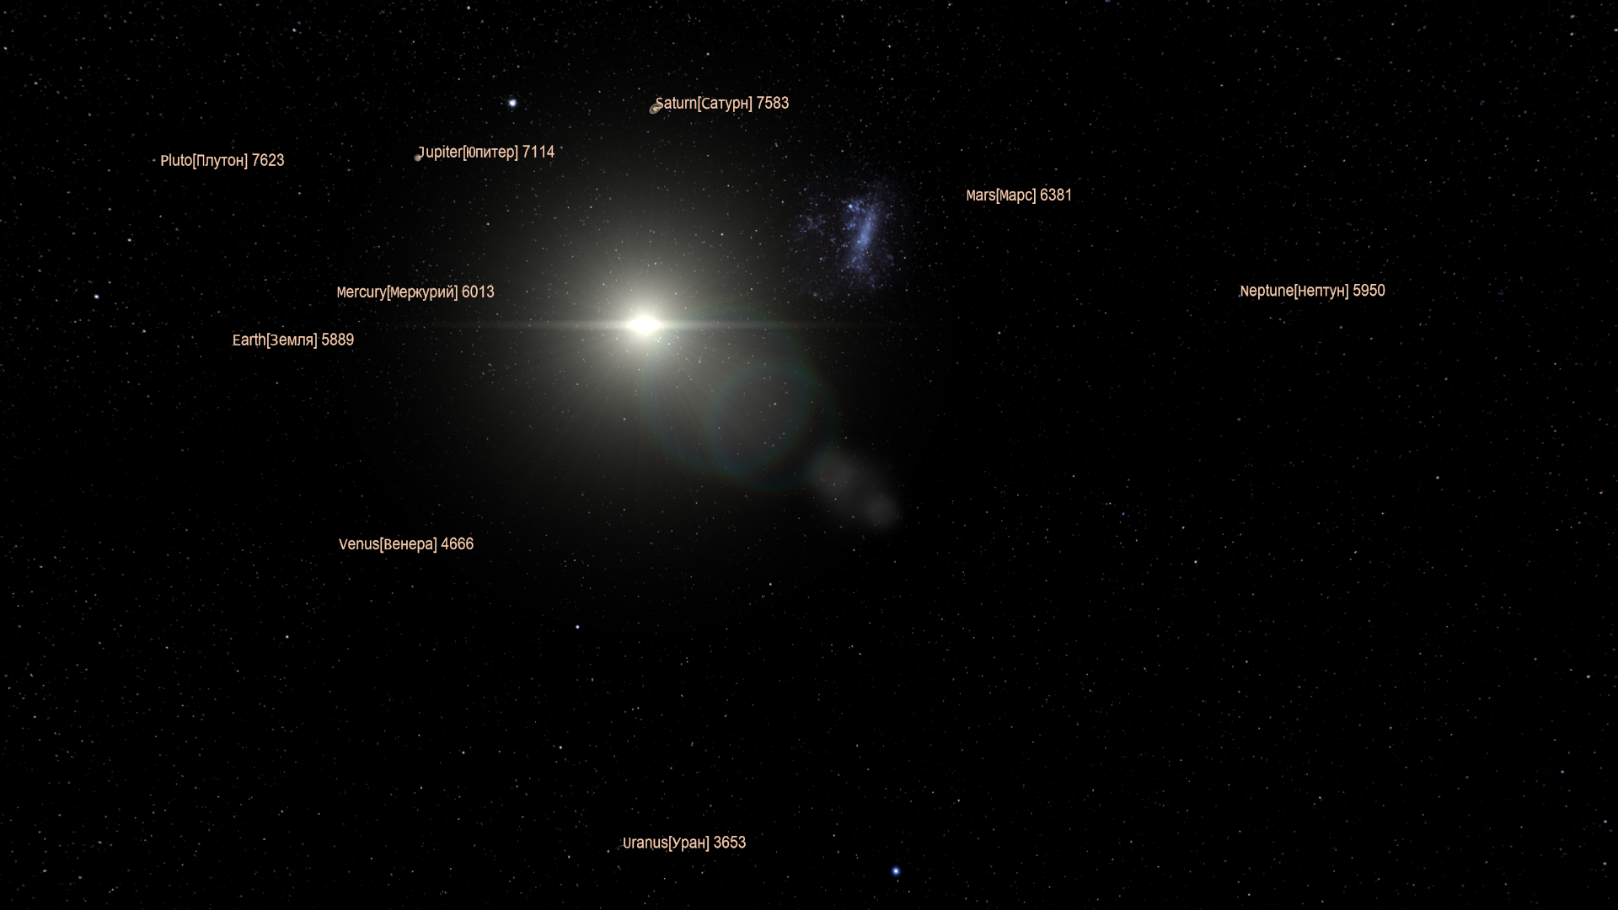 Saturn[Сатурн] 7583
Jupiter[Юпитер] 7114
Pluto[Плутон] 7623
Mars[Марс] 6381
Mercury[Меркурий] 6013
Neptune[Нептун] 5950
Earth[Земля] 5889
Venus[Венера] 4666
Uranus[Уран] 3653